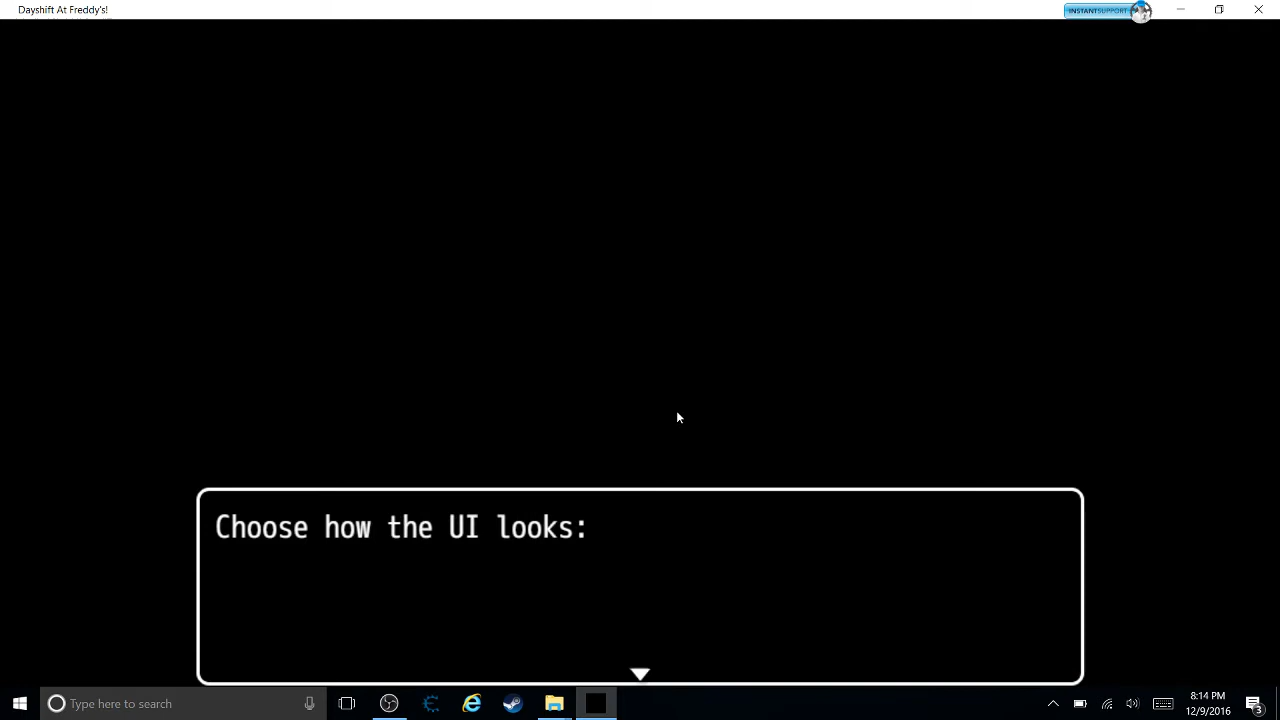 Dayshift At Freddy's!
INSTANTSUPPORT
Choose how the UI looks:
Type here to search
8:14 PM
12/9/2016
3